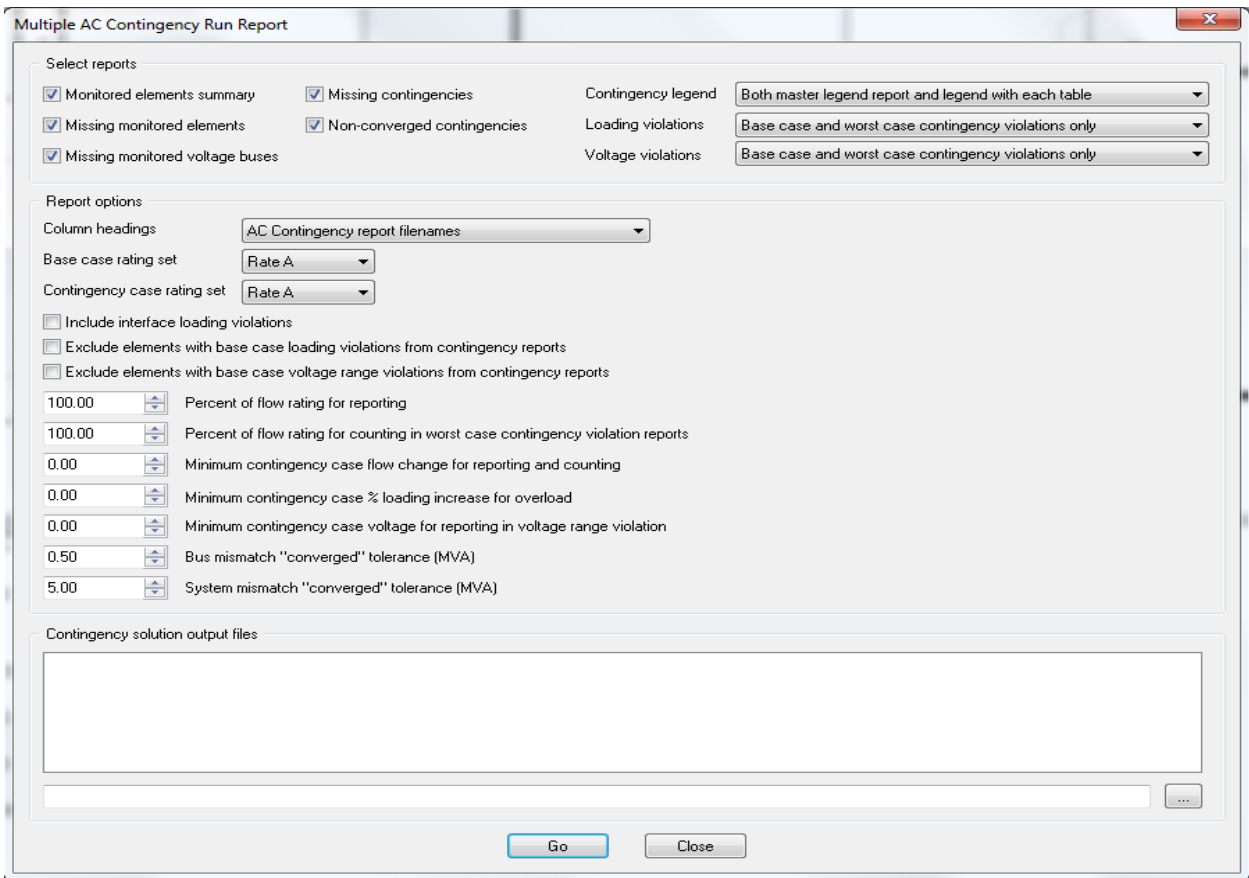 Multiple AC Contingency Run Report
Select reports
Monitored elements summary
Missing contingencies
Contingency legend
Both master legend report and legend with each table
Missing monitored elements
Non-converged contingencies
Loading violations
Base case and worst case contingency violations only
Missing monitored voltage buses
Voltage violations
Base case and worst case contingency violations only
Report options
Column headings
AC Contingency report filenames
Base case rating set
Rate A
Contingency case rating set
Rate A
Include interface loading violations
Exclude elements with base case loading violations from contingency reports
Exclude elements with base case voltage range violations from contingency reports
100.00 Percent of flow rating for reporting
100.00 Percent of flow rating for counting in worst case contingency violation reports
0.00 Minimum contingency case flow change for reporting and counting
0.00 Minimum contingency case % loading increase for overload
0.00 Minimum contingency case voltage for reporting in voltage range violation
0.50 Bus mismatch "converged" tolerance (MVA)
5.00 System mismatch "converged" tolerance (MVA)
Contingency solution output files
...
Go
Close